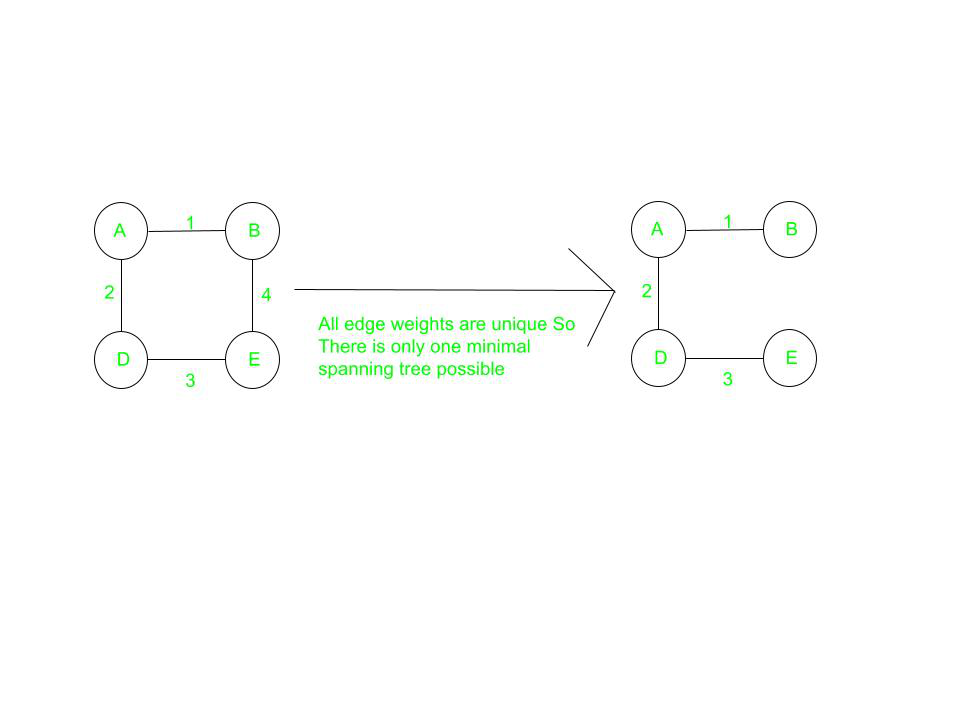 A 1 B
2 4
D E
3
All edge weights are unique So
There is only one minimal
spanning tree possible
A 1 B
2
D E
3